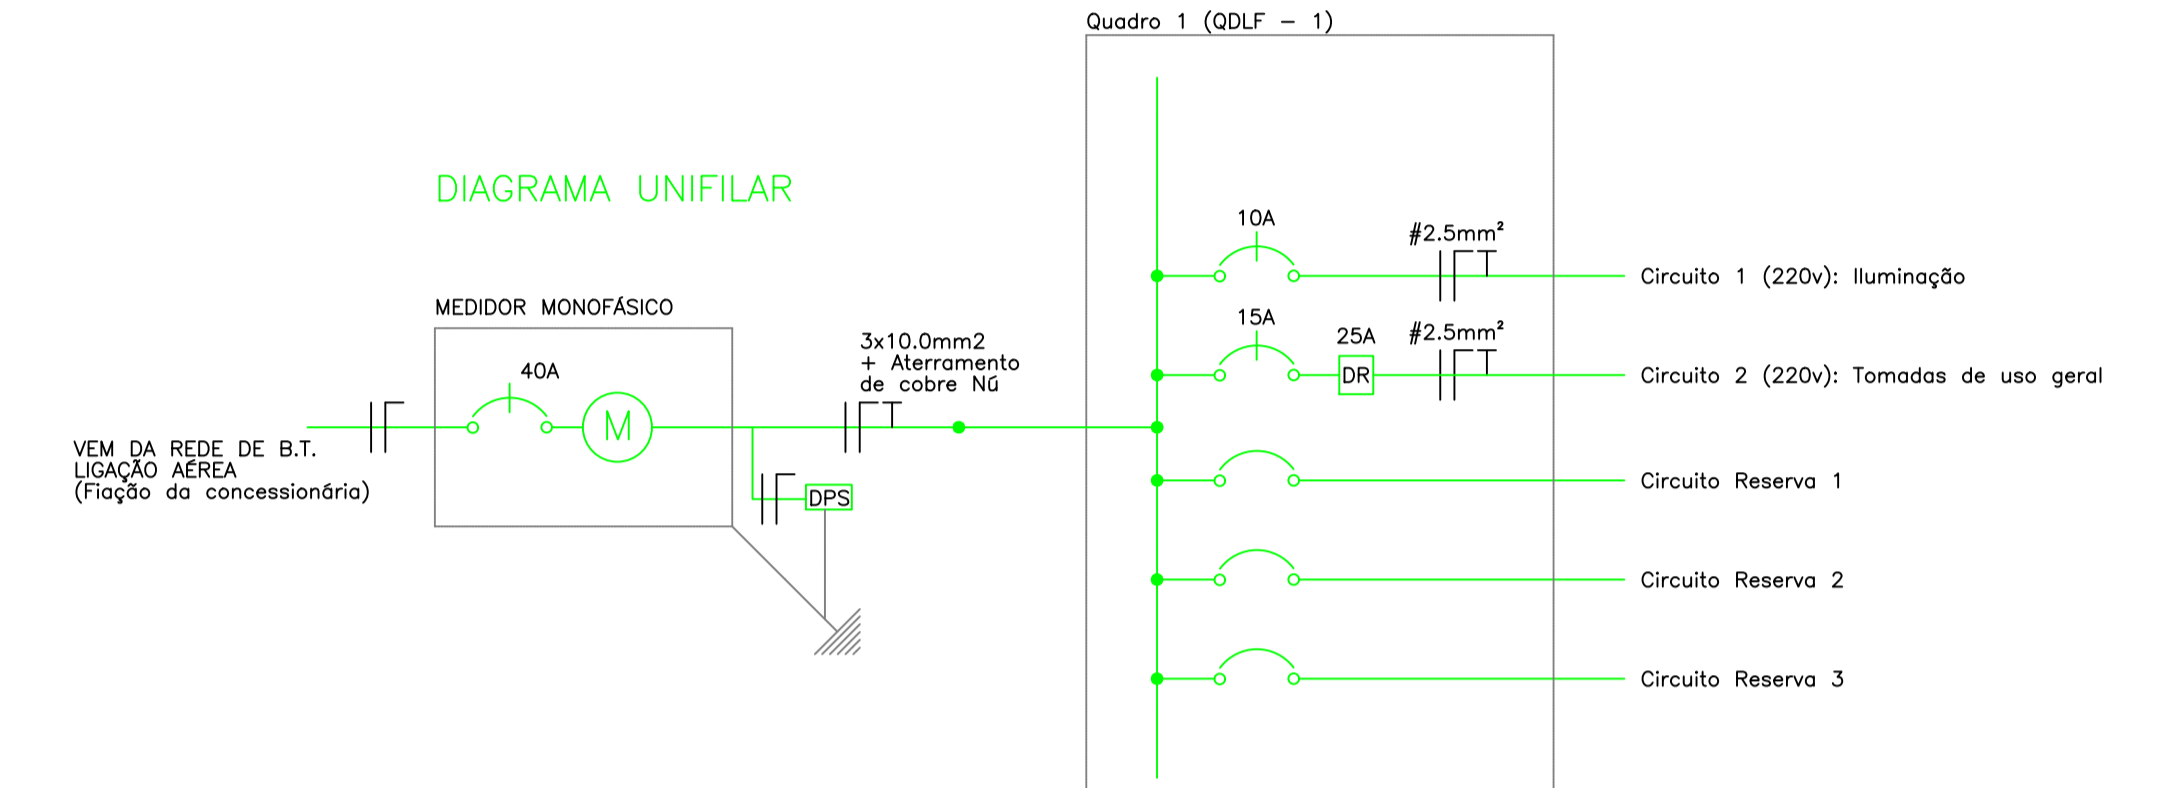 Quadro 1 (QDLF - 1)
DIAGRAMA UNIFILAR
10A
#2.5mm²
Circuito 1 (220v): Iluminação
15A
25A
#2.5mm²
DR
Circuito 2 (220v): Tomadas de uso geral
MEDIDOR MONOFÁSICO
40A
M
3x10.0mm2
+ Aterramento
de cobre Nú
VEM DA REDE DE B.T.
LIGAÇÃO AÉREA
(Fiação da concessionária)
DPS
Circuito Reserva 1
Circuito Reserva 2
Circuito Reserva 3